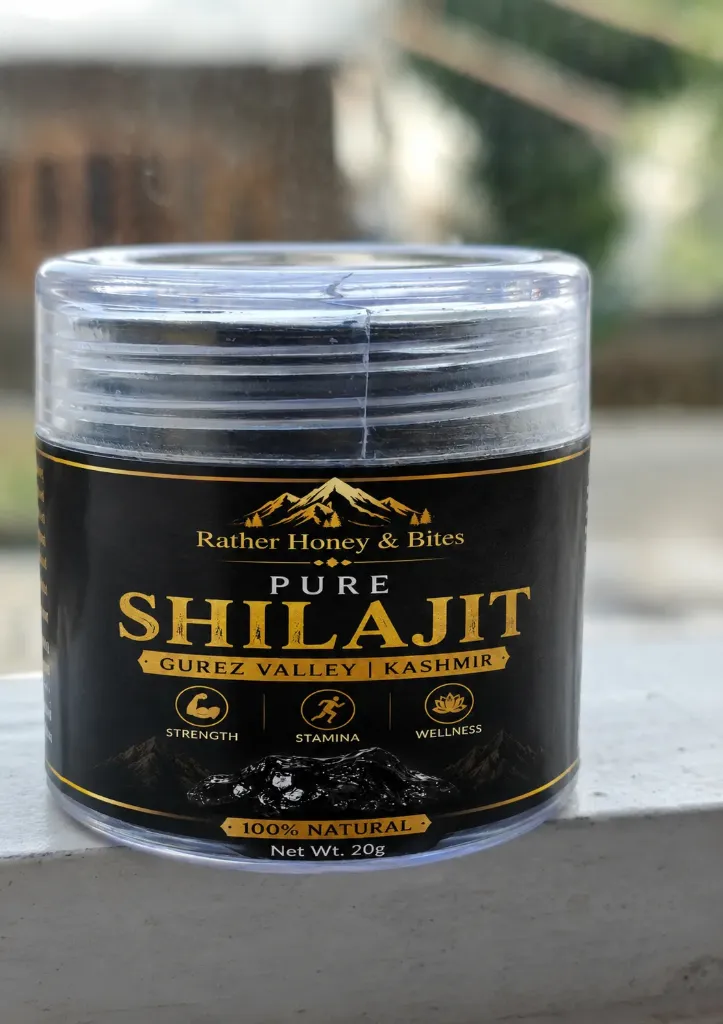 Rather Honey & Bites
PURE
SHILAJIT
GUREZ VALLEY | KASHMIR
STRENGTH
STAMINA
WELLNESS
100% NATURAL
Net Wt. 20g